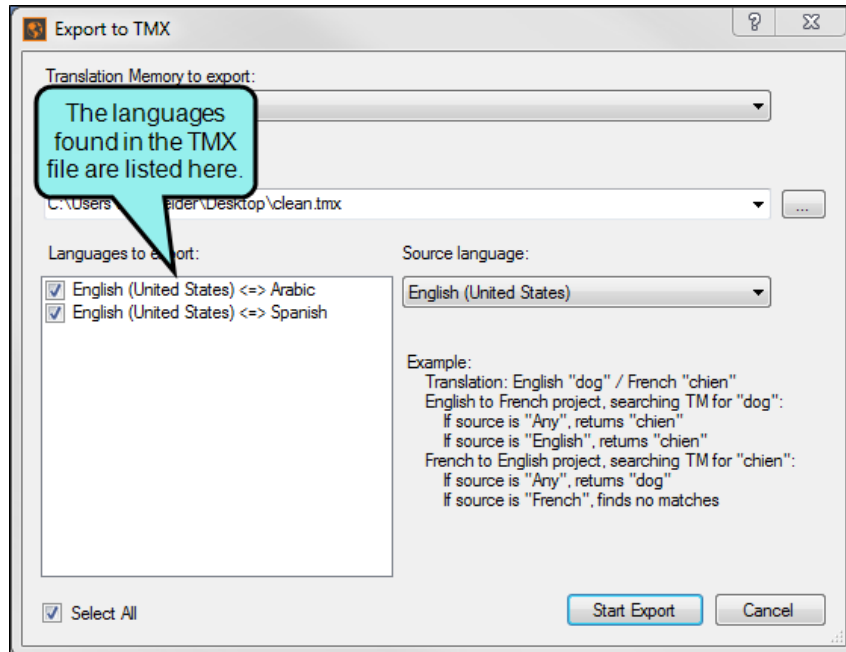 Export to TMX
Translation Memory to export:
The languages
found in the TMX
file are listed here.
C:\Users elder\Desktop\clean.tmx
...
Languages to export:
Source language:
English (United States) <=> Arabic
English (United States) <=> Spanish
English (United States)
Example:
Translation: English "dog" / French "chien"
English to French project, searching TM for "dog":
If source is "Any", returns "chien"
If source is "English", returns "chien"
French to English project, searching TM for "chien":
If source is "Any", returns "dog"
If source is "French", finds no matches
Select All
Start Export
Cancel